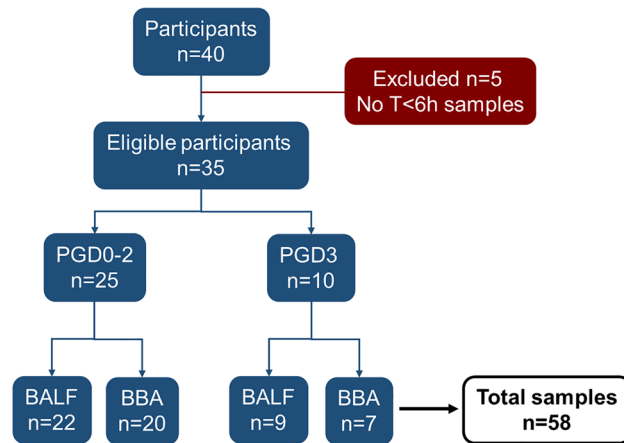 Participants
n=40
Excluded n=5
No T<6h samples
Eligible participants
n=35
PGD0-2
n=25
PGD3
n=10
BALF
n=22
BBA
n=20
BALF
n=9
BBA
n=7
Total samples
n=58